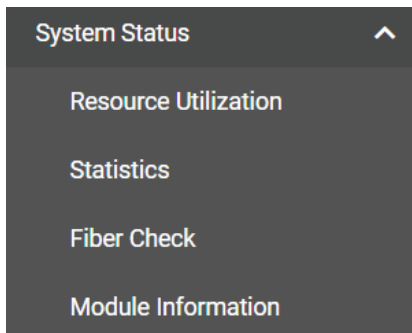 System Status
Resource Utilization
Statistics
Fiber Check
Module Information